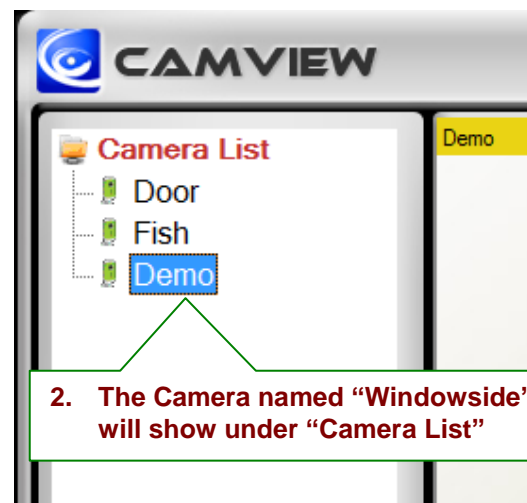 CAMVIEW
Camera List
Demo
Door
Fish
Demo
2. The Camera named “Windowside”
will show under “Camera List”